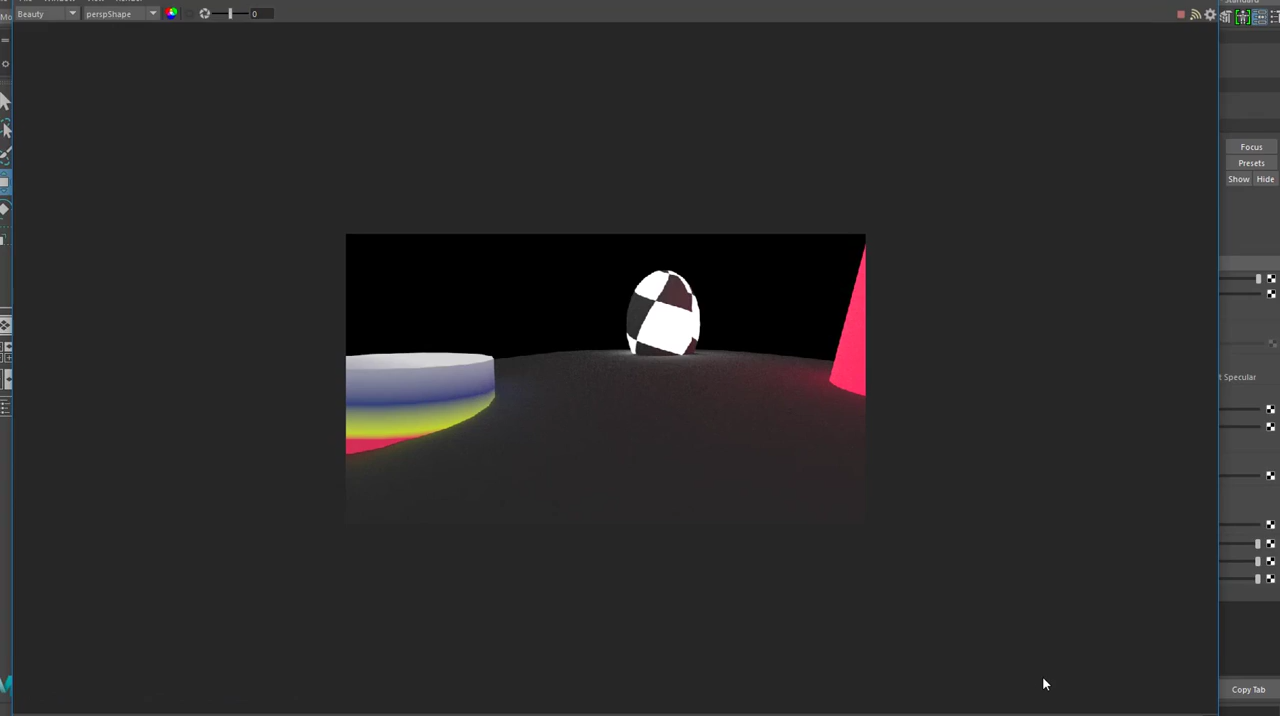 Beauty
perspShape
0
Focus
Presets
Show Hide
t Specular
Copy Tab